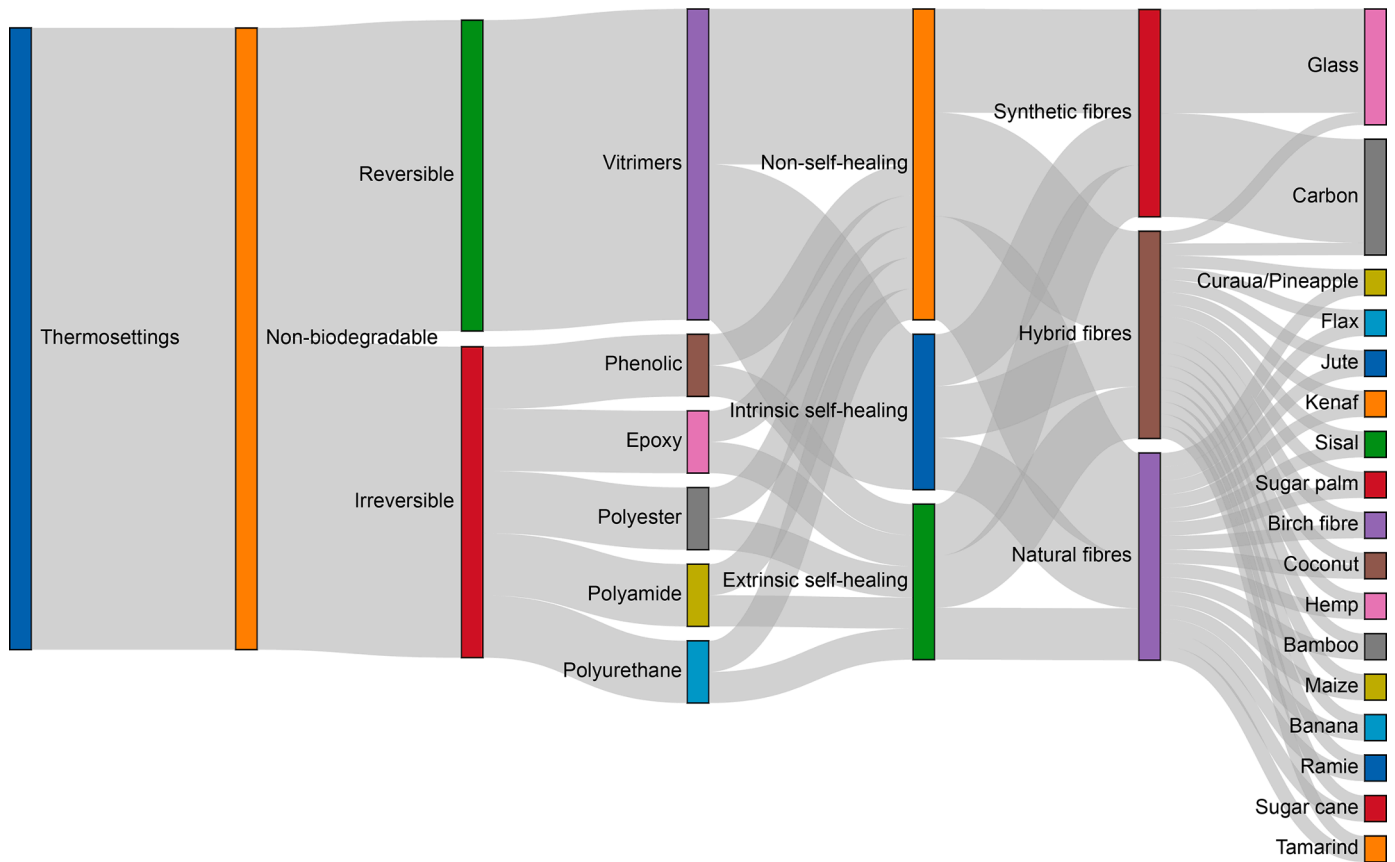 Thermosettings
Non-biodegradable
Reversible
Irreversible
Vitrimers
Phenolic
Epoxy
Polyester
Polyamide
Polyurethane
Non-self-healing
Intrinsic self-healing
Extrinsic self-healing
Synthetic fibres
Hybrid fibres
Natural fibres
Glass
Carbon
Curaua/Pineapple
Flax
Jute
Kenaf
Sisal
Sugar palm
Birch fibre
Coconut
Hemp
Bamboo
Maize
Banana
Ramie
Sugar cane
Tamarind